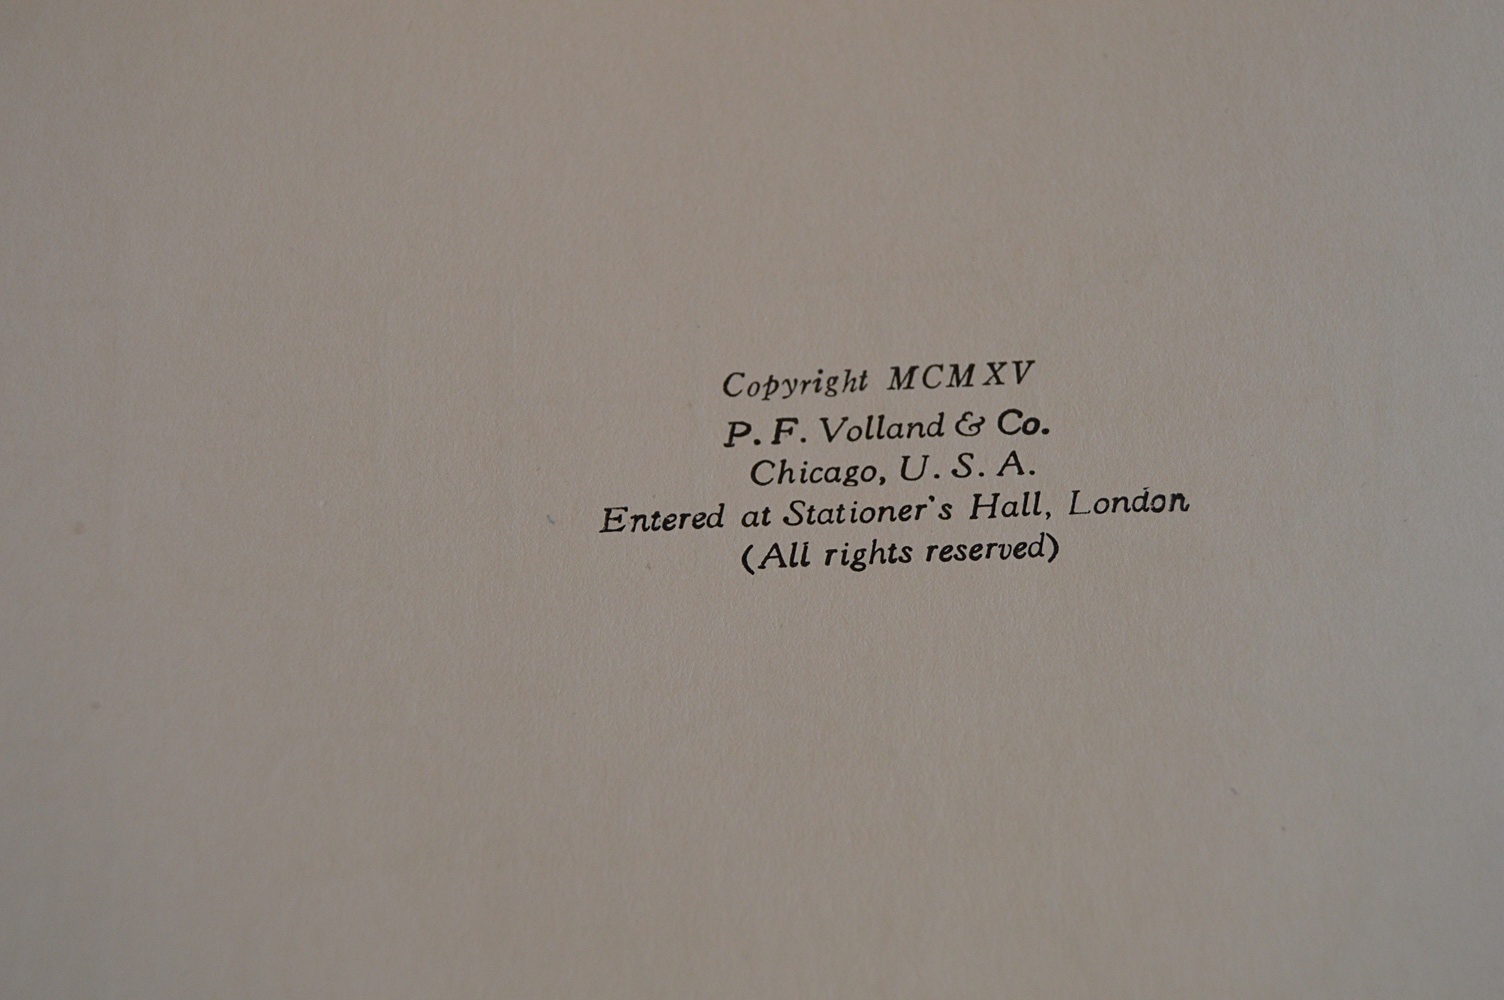 Copyright MCMXV
P. F. Volland & Co.
Chicago, U. S. A.
Entered at Stationer's Hall, London
(All rights reserved)